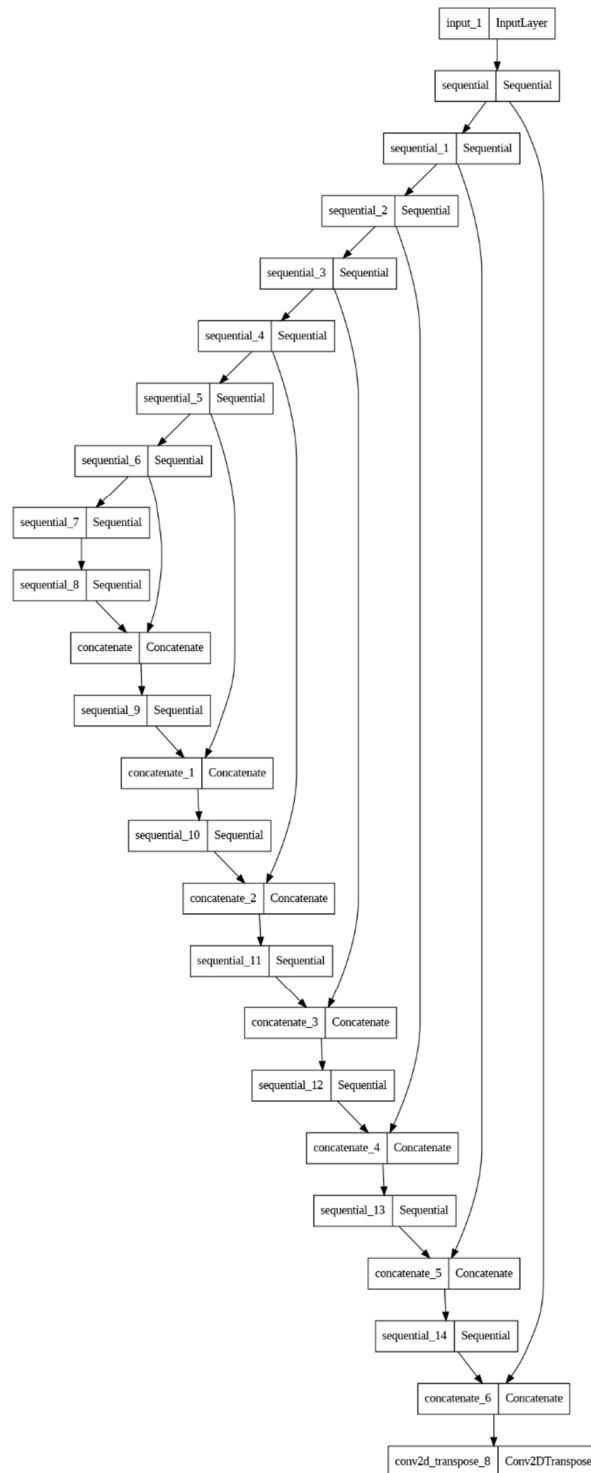 input_1 InputLayer
sequential Sequential
sequential_1 Sequential
sequential_2 Sequential
sequential_3 Sequential
sequential_4 Sequential
sequential_5 Sequential
sequential_6 Sequential
sequential_7 Sequential
sequential_8 Sequential
concatenate Concatenate
sequential_9 Sequential
concatenate_1 Concatenate
sequential_10 Sequential
concatenate_2 Concatenate
sequential_11 Sequential
concatenate_3 Concatenate
sequential_12 Sequential
concatenate_4 Concatenate
sequential_13 Sequential
concatenate_5 Concatenate
sequential_14 Sequential
concatenate_6 Concatenate
conv2d_transpose_8 Conv2DTranspose